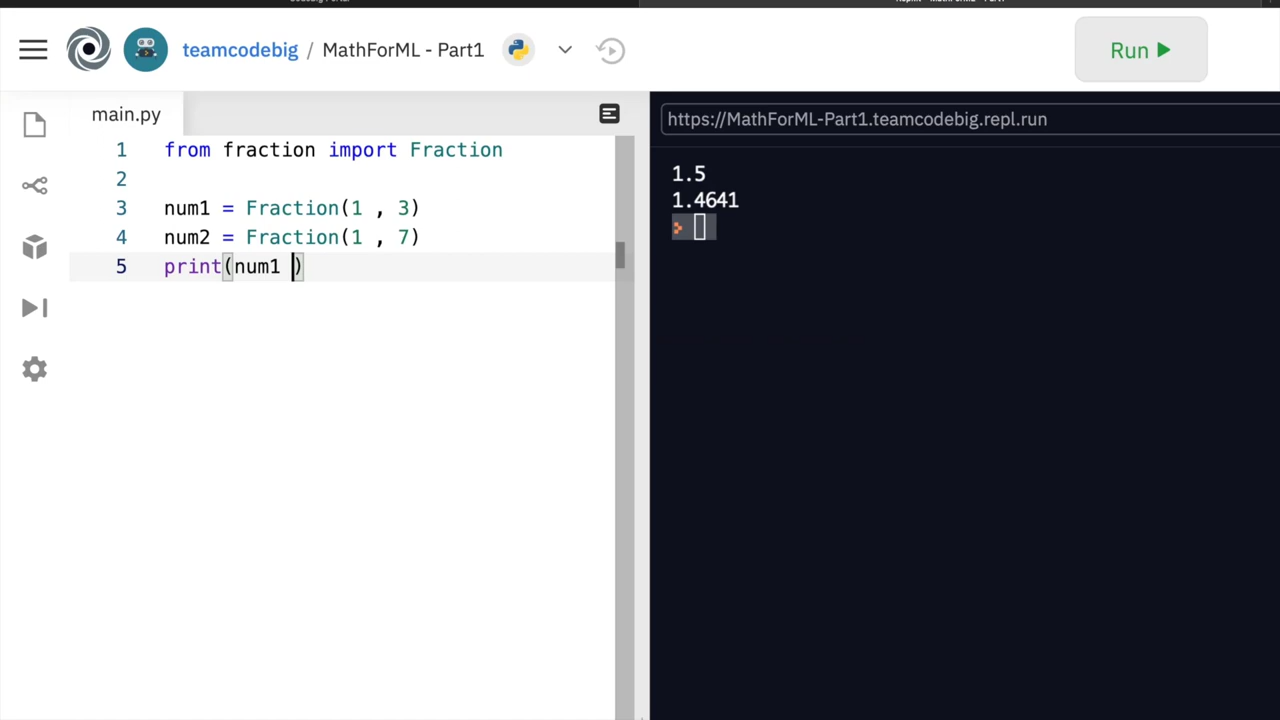 teamcodebig / MathForML - Part1
Run
main.py
https://MathForML-Part1.teamcodebig.repl.run
1 from fraction import Fraction
2
3 num1 = Fraction(1 , 3)
4 num2 = Fraction(1 , 7)
5 print(num1 )
1.5
1.4641